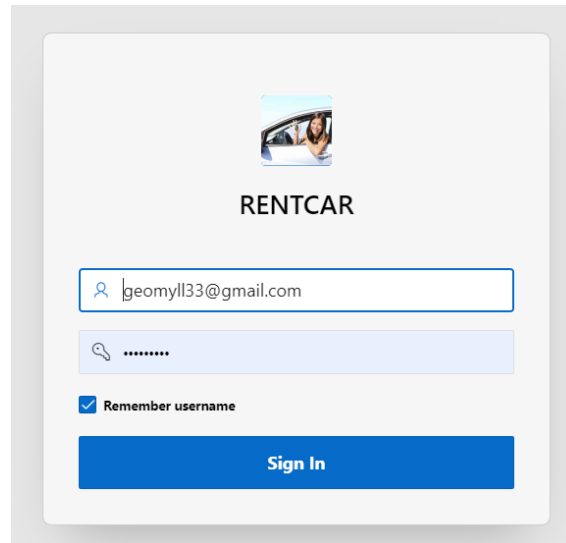 RENTCAR
geomyll33@gmail.com
•••••••••
Remember username
Sign In